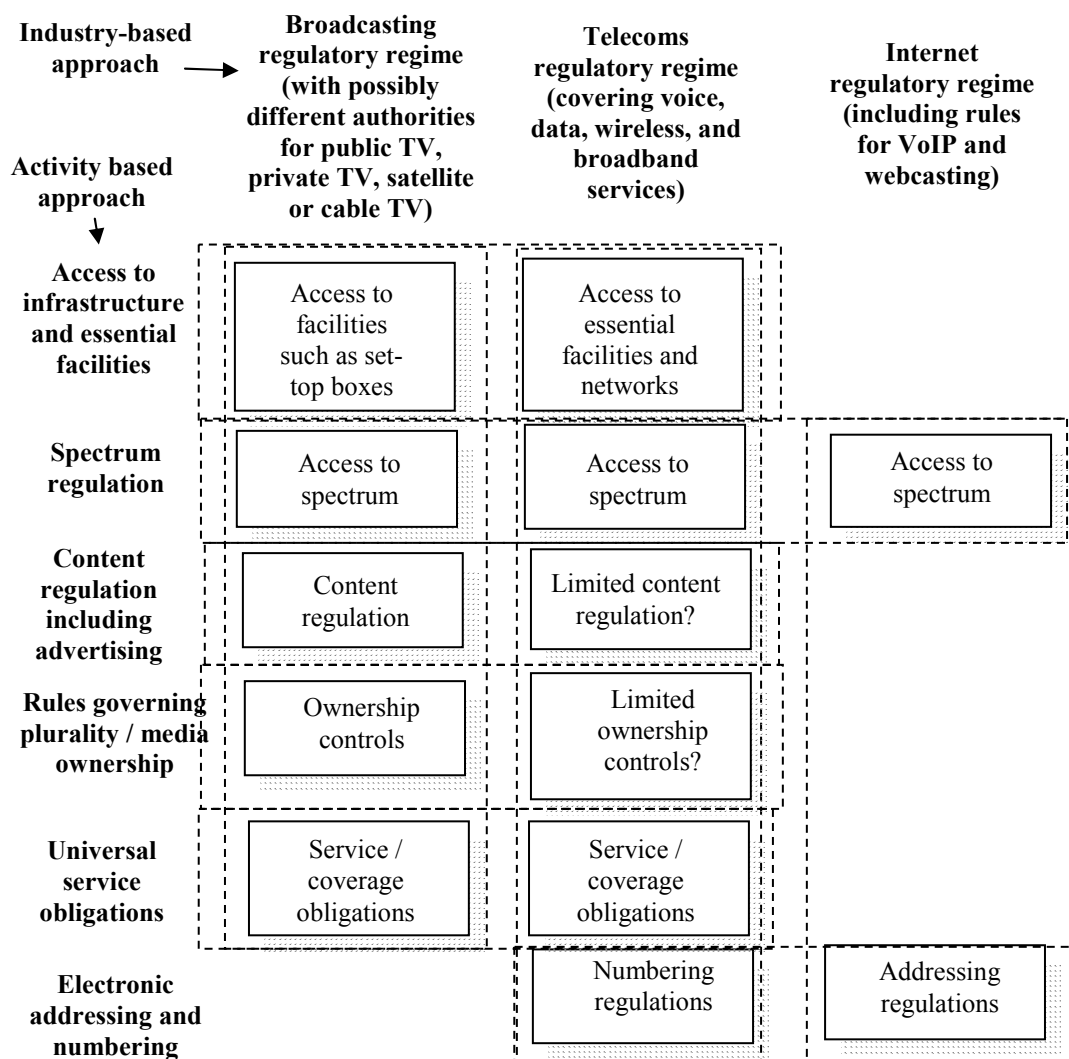 Industry-based
approach
Broadcasting
regulatory regime
(with possibly
different authorities
for public TV,
private TV, satellite
or cable TV)
Telecoms
regulatory regime
(covering voice,
data, wireless, and
broadband
services)
Internet
regulatory regime
(including rules
for VoIP and
webcasting)
Activity based
approach
Access to
infrastructure
and essential
facilities
Access to
facilities
such as set-
top boxes
Access to
essential
facilities and
networks
Spectrum
regulation
Access to
spectrum
Access to
spectrum
Access to
spectrum
Content
regulation
including
advertising
Content
regulation
Limited content
regulation?
Rules governing
plurality / media
ownership
Ownership
controls
Limited
ownership
controls?
Universal
service
obligations
Service /
coverage
obligations
Service /
coverage
obligations
Electronic
addressing and
numbering
Numbering
regulations
Addressing
regulations